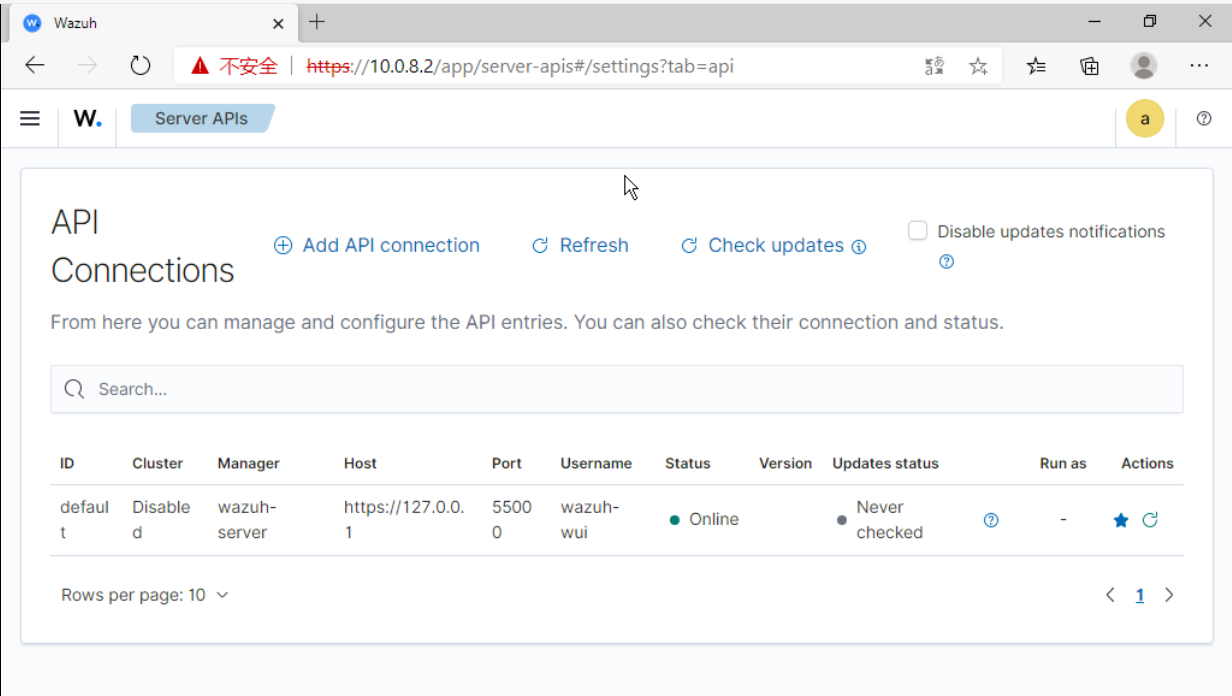 Wazuh
不安全 | https://10.0.8.2/app/server-apis#/settings?tab=api
W. Server APIs a
API
Connections
Add API connection Refresh Check updates
Disable updates notifications
From here you can manage and configure the API entries. You can also check their connection and status.
Search...
ID Cluster Manager Host Port Username Status Version Updates status Run as Actions
defaul Disable wazuh- https://127.0.0. 5500 wazuh- Online Never -
t d server 1 0 wui checked
Rows per page: 10 1